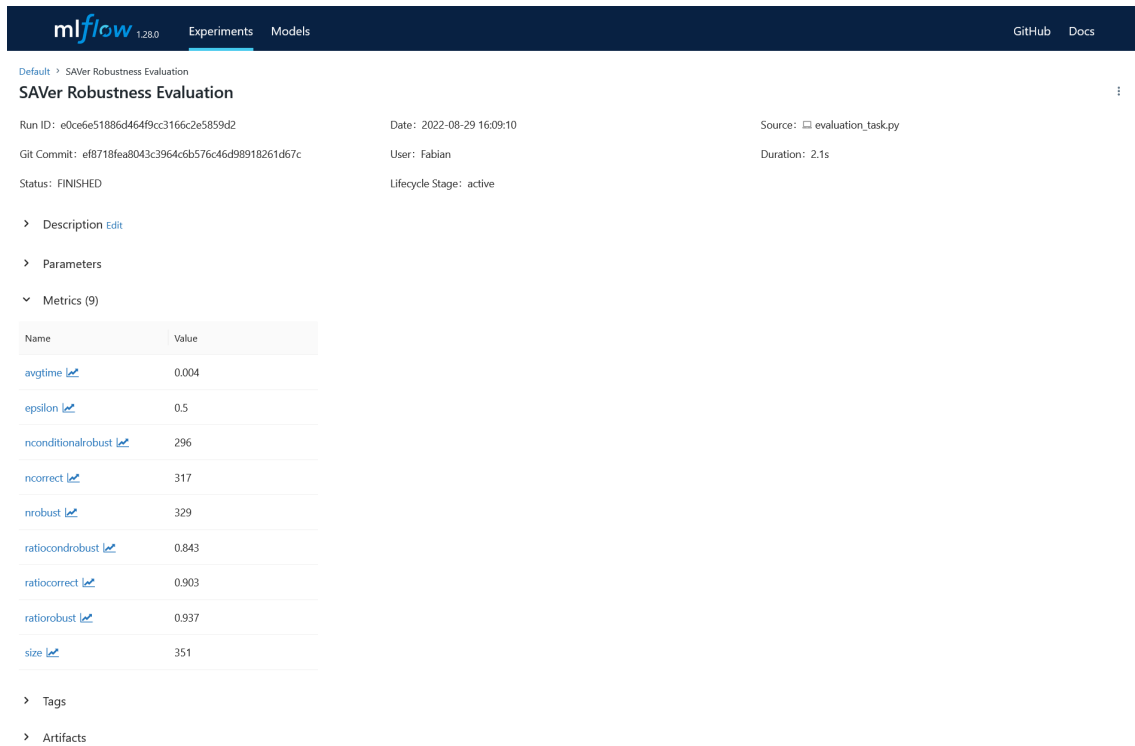 mlflow 1.28.0 Experiments Models GitHub Docs
Default > SAVer Robustness Evaluation
SAVer Robustness Evaluation
Run ID: e0ce6e51886d464f9cc3166c2e5859d2 Date: 2022-08-29 16:09:10 Source: evaluation_task.py
Git Commit: ef8718fea8043c3964c6b576c46d98918261d67c User: Fabian Duration: 2.1s
Status: FINISHED Lifecycle Stage: active
Description Edit
Parameters
Metrics (9)
Name Value
avgtime 0.004
epsilon 0.5
nconditionalrobust 296
ncorrect 317
nrobust 329
ratiocondrobust 0.843
ratiocorrect 0.903
ratiorobust 0.937
size 351
Tags
Artifacts